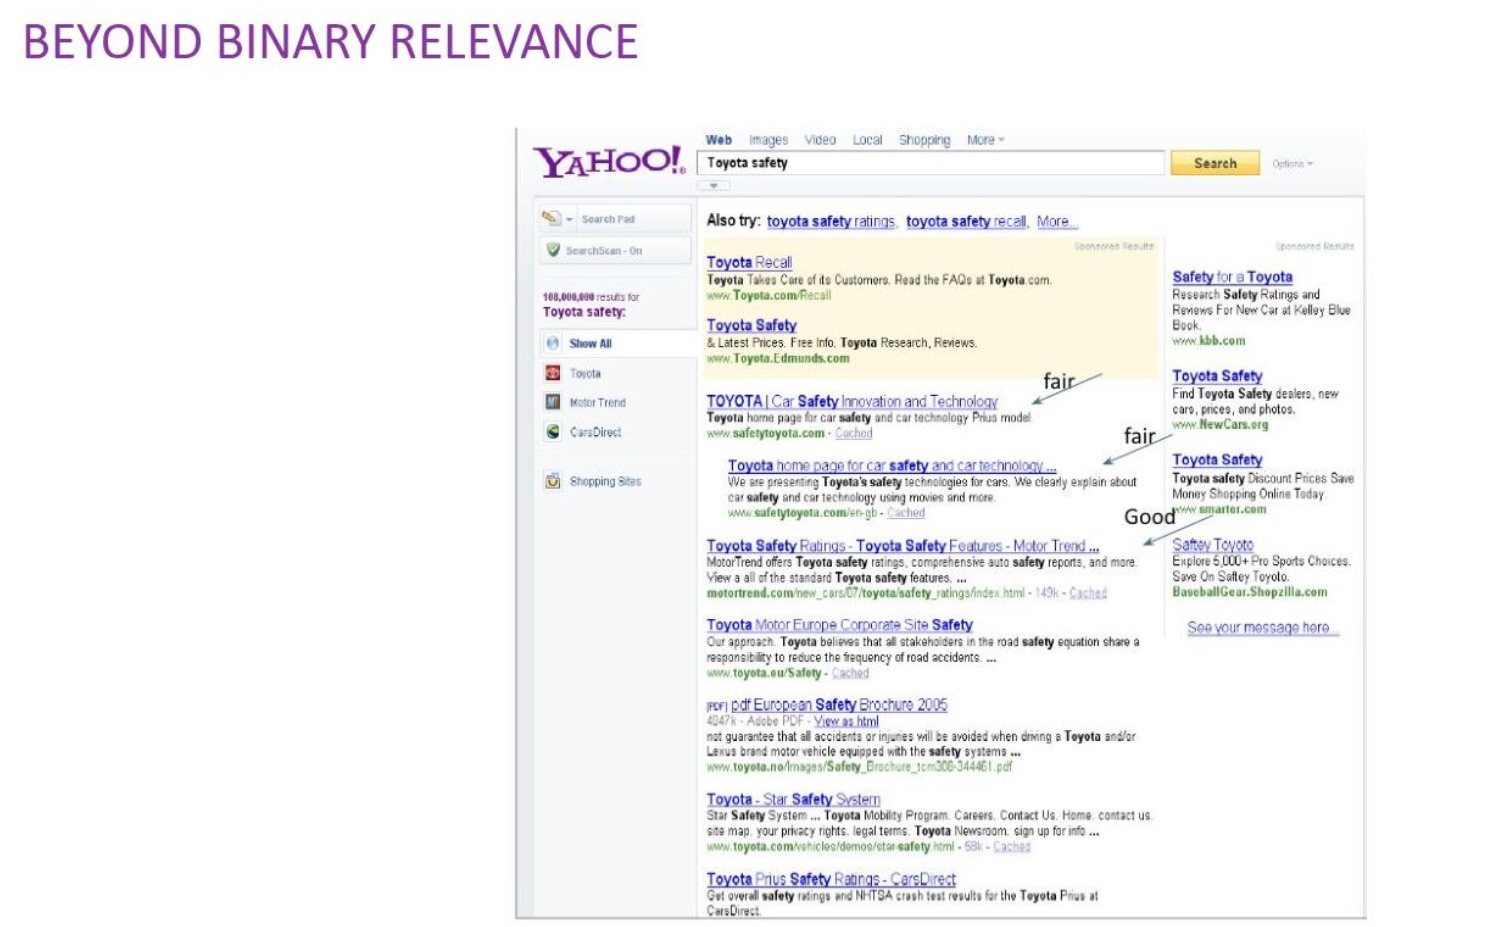 BEYOND BINARY RELEVANCE
Web Images Video Local Shopping More
YAHOO!
Toyota safety
Search
Options
Search Pad
SearchScan - On
108,000,000 results for
Toyota safety:
Show All
Toyota
Motor Trend
CarsDirect
Shopping Sites
Also try: toyota safety ratings, toyota safety recall, More...
Sponsored Results
Toyota Recall
Toyota Takes Care of its Customers. Read the FAQs at Toyota.com.
www.Toyota.com/Recall
Toyota Safety
& Latest Prices. Free Info. Toyota Research, Reviews.
www.Toyota.Edmunds.com
fair
TOYOTA | Car Safety Innovation and Technology
Toyota home page for car safety and car technology Prius model.
www.safetytoyota.com - Cached
fair
Toyota home page for car safety and car technology ...
We are presenting Toyota's safety technologies for cars. We clearly explain about
car safety and car technology using movies and more.
www.safetytoyota.com/en-gb - Cached
Good
Toyota Safety Ratings - Toyota Safety Features - Motor Trend ...
MotorTrend offers Toyota safety ratings, comprehensive auto safety reports, and more.
View a all of the standard Toyota safety features. ...
motortrend.com/new_cars/07/toyota/safety_ratings/index.html - 149k - Cached
Toyota Motor Europe Corporate Site Safety
Our approach. Toyota believes that all stakeholders in the road safety equation share a
responsibility to reduce the frequency of road accidents. ...
www.toyota.eu/Safety - Cached
[PDF] pdf European Safety Brochure 2005
4047k - Adobe PDF - View as html
not guarantee that all accidents or injuries will be avoided when driving a Toyota and/or
Lexus brand motor vehicle equipped with the safety systems ...
www.toyota.no/Images/Safety_Brochure_tcm308-344461.pdf
Toyota - Star Safety System
Star Safety System ... Toyota Mobility Program. Careers. Contact Us. Home. contact us.
site map. your privacy rights. legal terms. Toyota Newsroom. sign up for info ...
www.toyota.com/vehicles/demos/star-safety.html - 58k - Cached
Toyota Prius Safety Ratings - CarsDirect
Get overall safety ratings and NHTSA crash test results for the Toyota Prius at
CarsDirect.
Sponsored Results
Safety for a Toyota
Research Safety Ratings and
Reviews For New Car at Kelley Blue
Book.
www.kbb.com
Toyota Safety
Find Toyota Safety dealers, new
cars, prices, and photos.
www.NewCars.org
Toyota Safety
Toyota safety Discount Prices Save
Money Shopping Online Today.
www.smarter.com
Saftey Toyoto
Explore 5,000+ Pro Sports Choices.
Save On Saftey Toyoto.
BaseballGear.Shopzilla.com
See your message here...